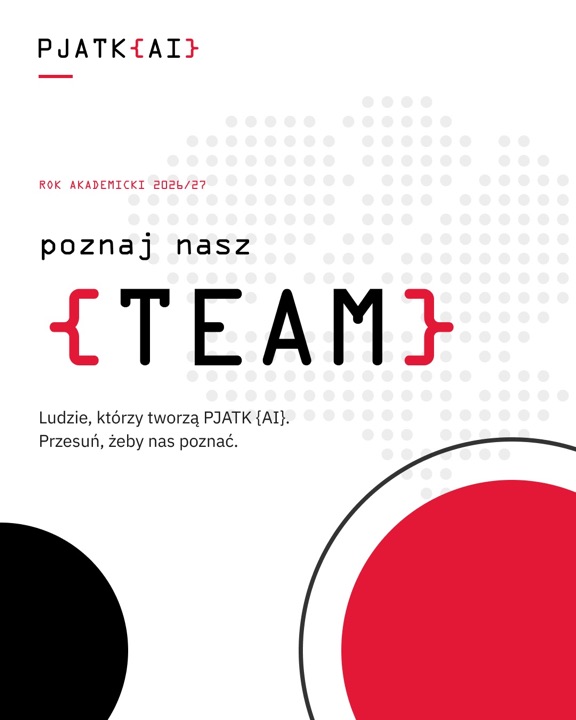 PJATK{AI}
ROK AKADEMICKI 2026/27
poznaj nasz
{TEAM}
Ludzie, którzy tworzą PJATK {AI}.
Przesuń, żeby nas poznać.